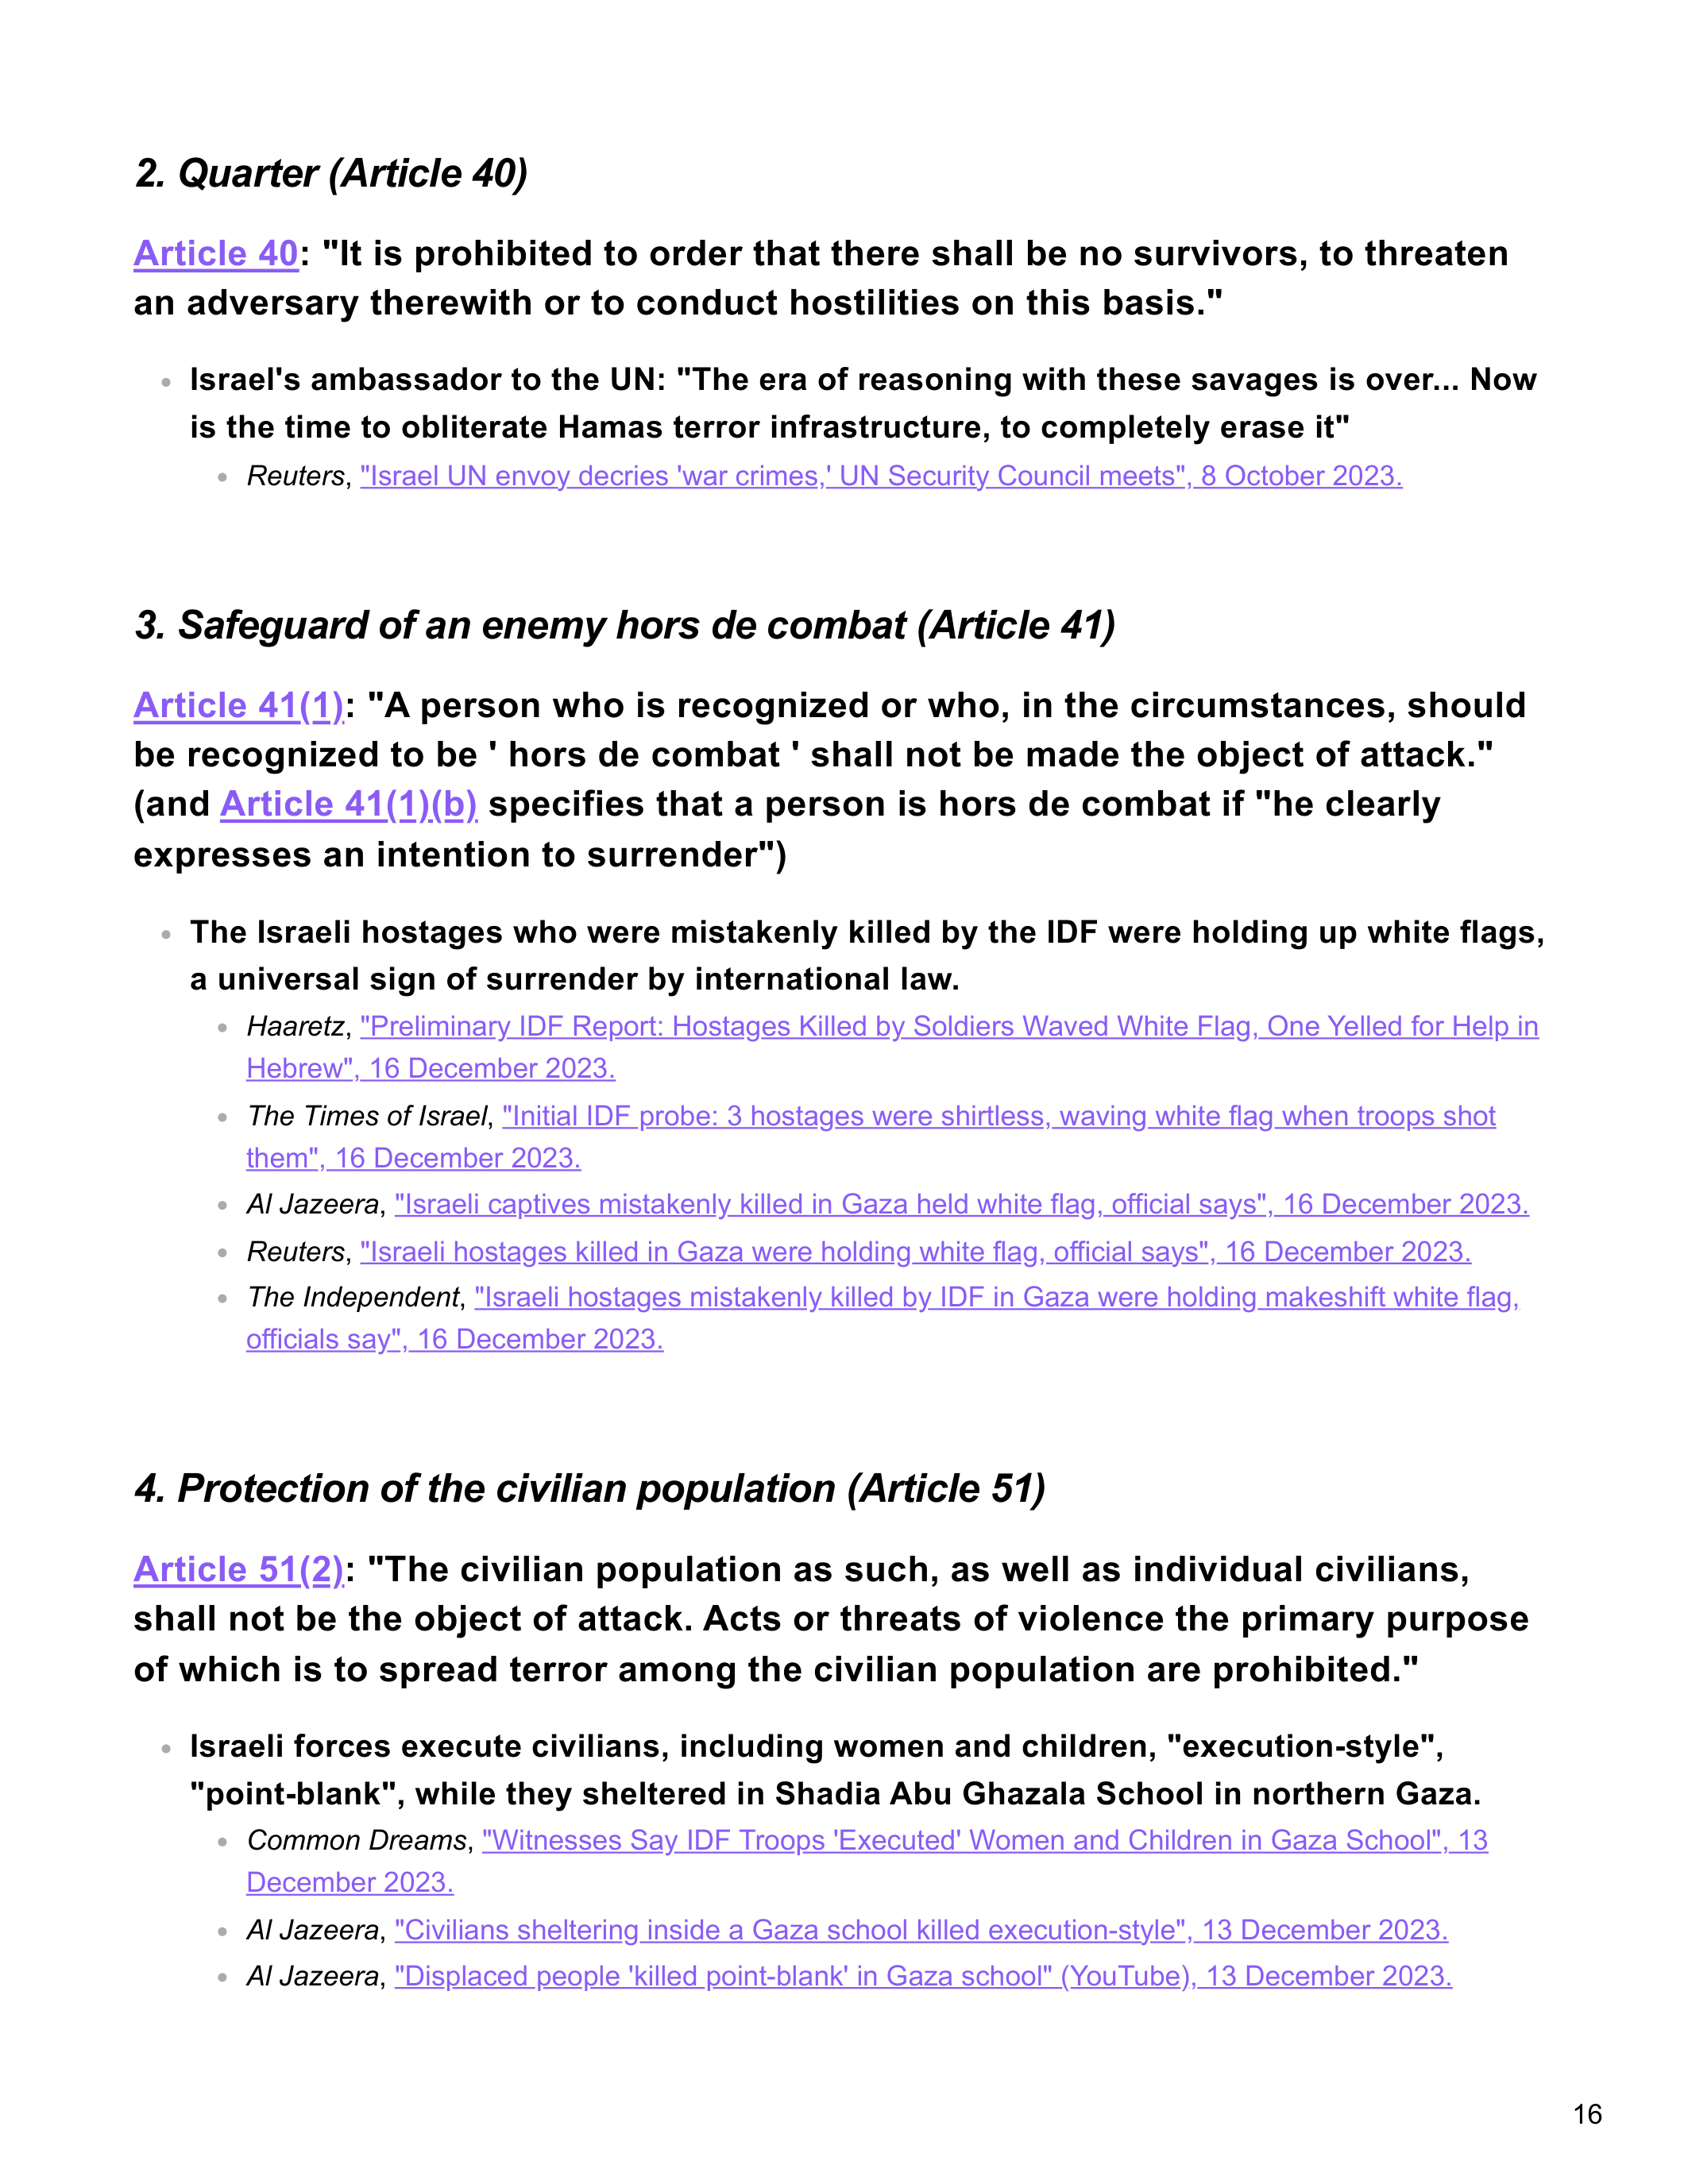 2. Quarter (Article 40)
Article 40: "It is prohibited to order that there shall be no survivors, to threaten
an adversary therewith or to conduct hostilities on this basis."
Israel's ambassador to the UN: "The era of reasoning with these savages is over... Now
is the time to obliterate Hamas terror infrastructure, to completely erase it"
Reuters, "Israel UN envoy decries 'war crimes,' UN Security Council meets", 8 October 2023.
3. Safeguard of an enemy hors de combat (Article 41)
Article 41(1): "A person who is recognized or who, in the circumstances, should
be recognized to be ' hors de combat ' shall not be made the object of attack."
(and Article 41(1)(b) specifies that a person is hors de combat if "he clearly
expresses an intention to surrender")
The Israeli hostages who were mistakenly killed by the IDF were holding up white flags,
a universal sign of surrender by international law.
Haaretz, "Preliminary IDF Report: Hostages Killed by Soldiers Waved White Flag, One Yelled for Help in
Hebrew", 16 December 2023.
The Times of Israel, "Initial IDF probe: 3 hostages were shirtless, waving white flag when troops shot
them", 16 December 2023.
Al Jazeera, "Israeli captives mistakenly killed in Gaza held white flag, official says", 16 December 2023.
Reuters, "Israeli hostages killed in Gaza were holding white flag, official says", 16 December 2023.
The Independent, "Israeli hostages mistakenly killed by IDF in Gaza were holding makeshift white flag,
officials say", 16 December 2023.
4. Protection of the civilian population (Article 51)
Article 51(2): "The civilian population as such, as well as individual civilians,
shall not be the object of attack. Acts or threats of violence the primary purpose
of which is to spread terror among the civilian population are prohibited."
Israeli forces execute civilians, including women and children, "execution-style",
"point-blank", while they sheltered in Shadia Abu Ghazala School in northern Gaza.
Common Dreams, "Witnesses Say IDF Troops 'Executed' Women and Children in Gaza School", 13
December 2023.
Al Jazeera, "Civilians sheltering inside a Gaza school killed execution-style", 13 December 2023.
Al Jazeera, "Displaced people 'killed point-blank' in Gaza school" (YouTube), 13 December 2023.
16